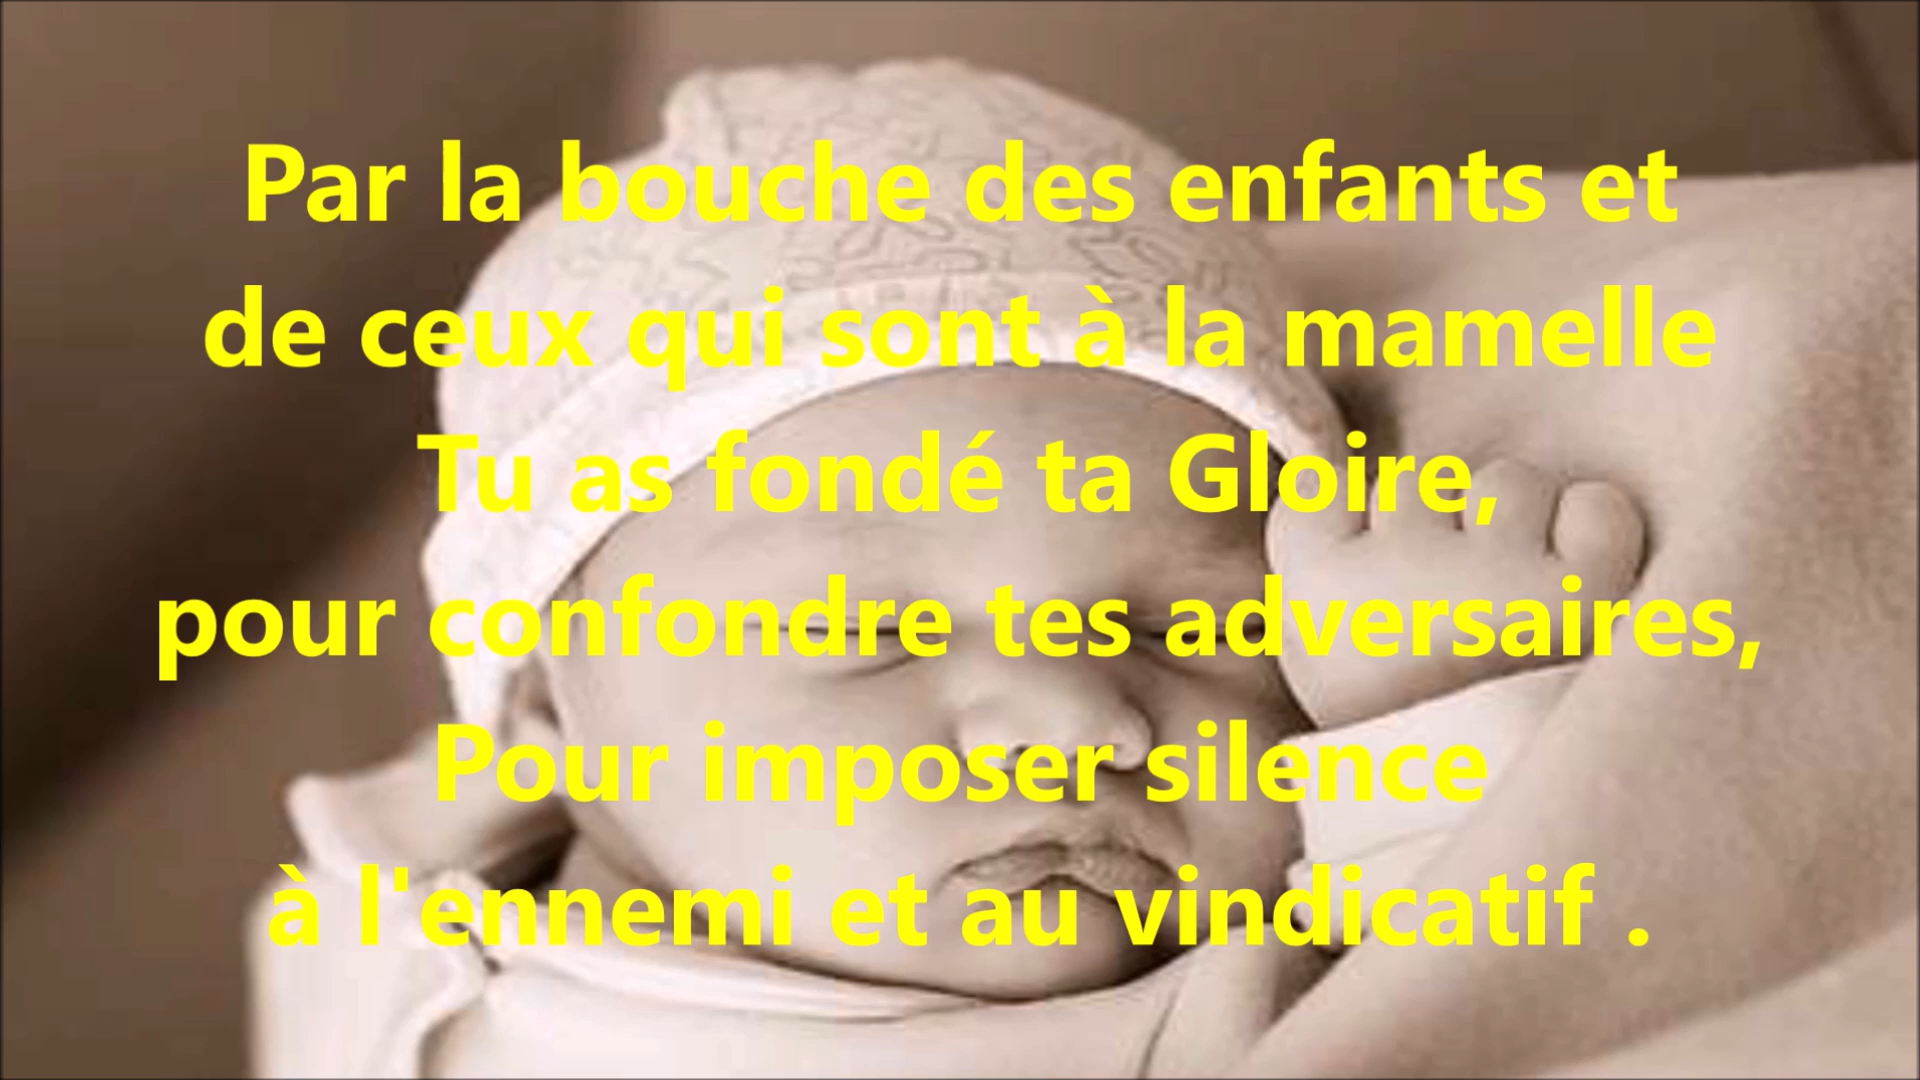 Par la bouche des enfants et
de ceux qui sont à la mamelle
Tu as fondé ta Gloire,
pour confondre tes adversaires,
Pour imposer silence
à l'ennemi et au vindicatif .